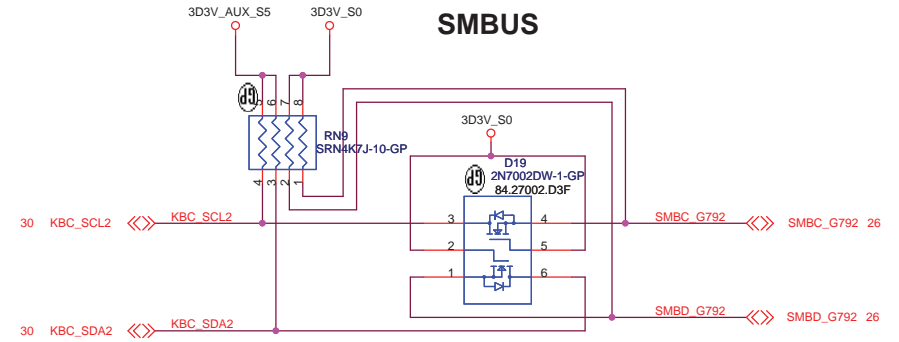 3D3V_AUX_S5 3D3V_S0
SMBUS
GP
5 6 7 8
RN9
SRN4K7J-10-GP
4 3 2 1
3D3V_S0
D19
2N7002DW-1-GP
84.27002.D3F
GP
30 KBC_SCL2 KBC_SCL2 3 4 SMBC_G792 SMBC_G792 26
2 5
1 6
30 KBC_SDA2 KBC_SDA2 SMBD_G792 SMBD_G792 26